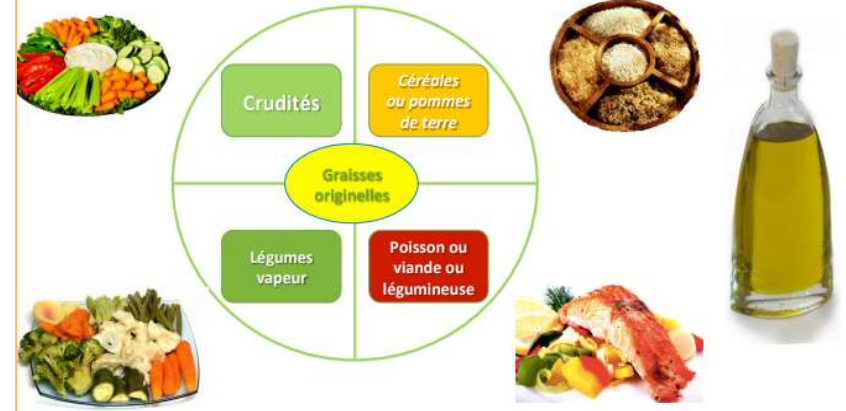 Crudités
Céréales
ou pommes
de terre
Graisses
originelles
Légumes
vapeur
Poisson ou
viande ou
légumineuse